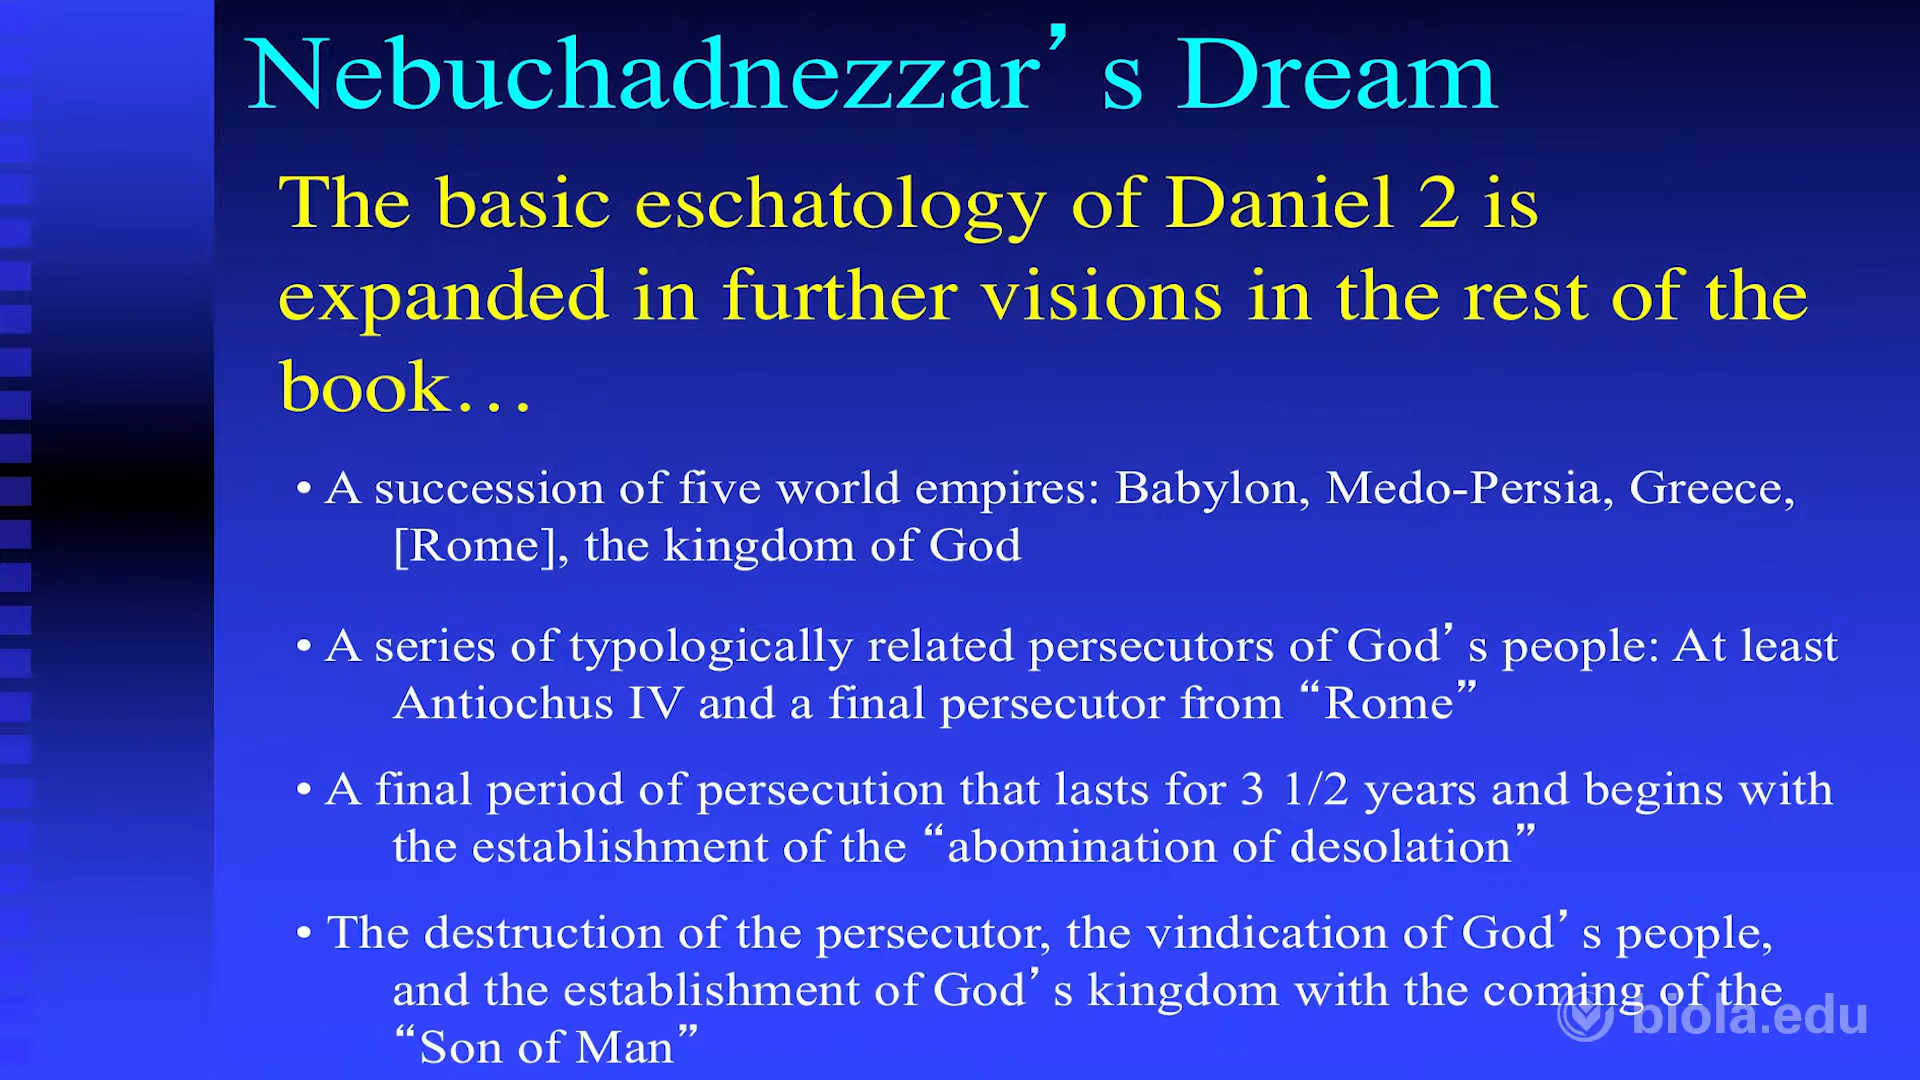 Nebuchadnezzar’s Dream
The basic eschatology of Daniel 2 is
expanded in further visions in the rest of the
book…
• A succession of five world empires: Babylon, Medo-Persia, Greece,
[Rome], the kingdom of God
• A series of typologically related persecutors of God’s people: At least
Antiochus IV and a final persecutor from “Rome”
• A final period of persecution that lasts for 3 1/2 years and begins with
the establishment of the “abomination of desolation”
• The destruction of the persecutor, the vindication of God’s people,
and the establishment of God’s kingdom with the coming of the
“Son of Man”
biola.edu